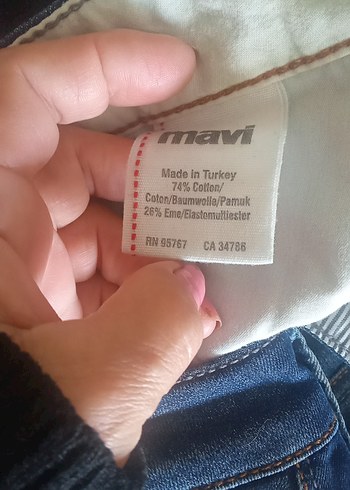 mavi
Made in Turkey
74% Cotton/
Coton/Baumwolle/Pamuk
26% Eme/Elastomultiester
RN 95767 CA 34786